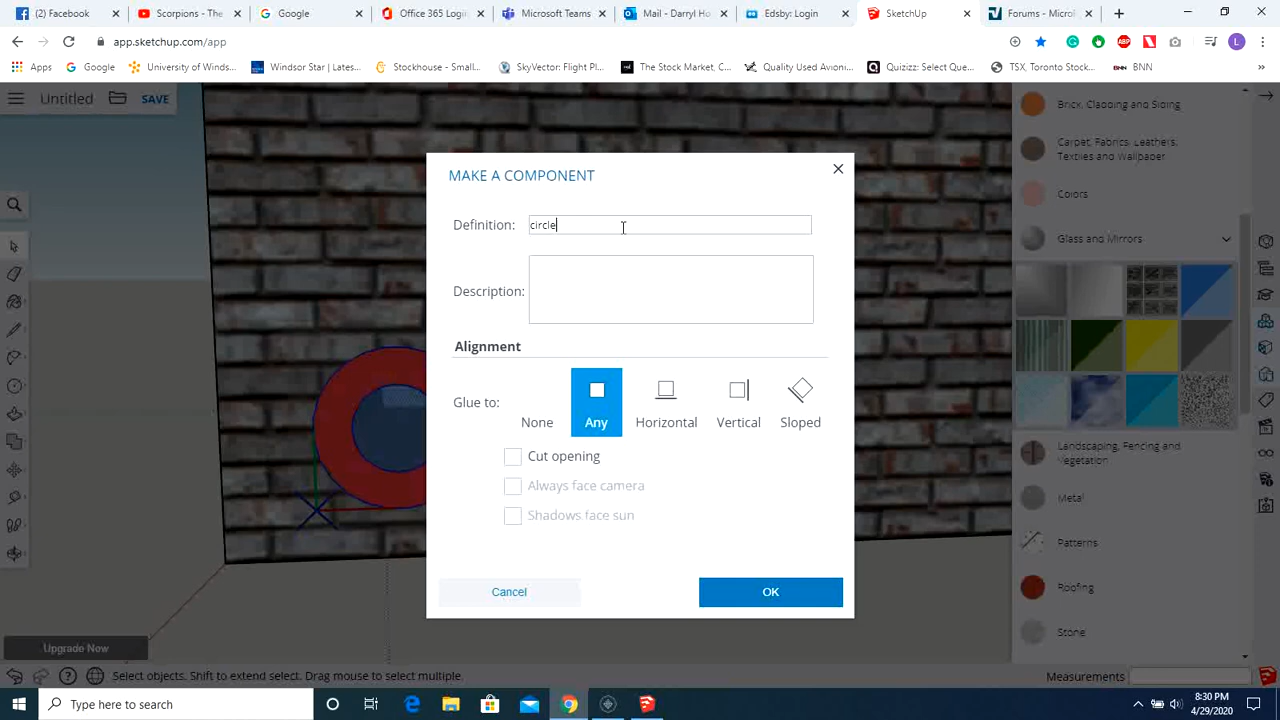 Facebook
Scorpions - The
Google
Office 365 Login
Microsoft Teams
Mail - Darryl Ho
Edsby: Login
SketchUp
Forums - MicroF
app.sketchup.com/app
Apps
Google
University of Winds...
Windsor Star | Lates...
Stockhouse - Small...
SkyVector: Flight Pl...
The Stock Market, C...
Quality Used Avion...
Quizizz: Select Que...
TSX, Toronto Stock...
BNN
Untitled
SAVE
MAKE A COMPONENT
Definition:
circle
Description:
Alignment
Glue to:
None
Any
Horizontal
Vertical
Sloped
Cut opening
Always face camera
Shadows face sun
Cancel
OK
Brick, Cladding and Siding
Carpet, Fabrics, Leathers,
Textiles and Wallpaper
Colors
Glass and Mirrors
Landscaping, Fencing and
Vegetation
Metal
Patterns
Roofing
Stone
Upgrade Now
Select objects. Shift to extend select. Drag mouse to select multiple.
Measurements
Type here to search
8:30 PM
4/29/2020